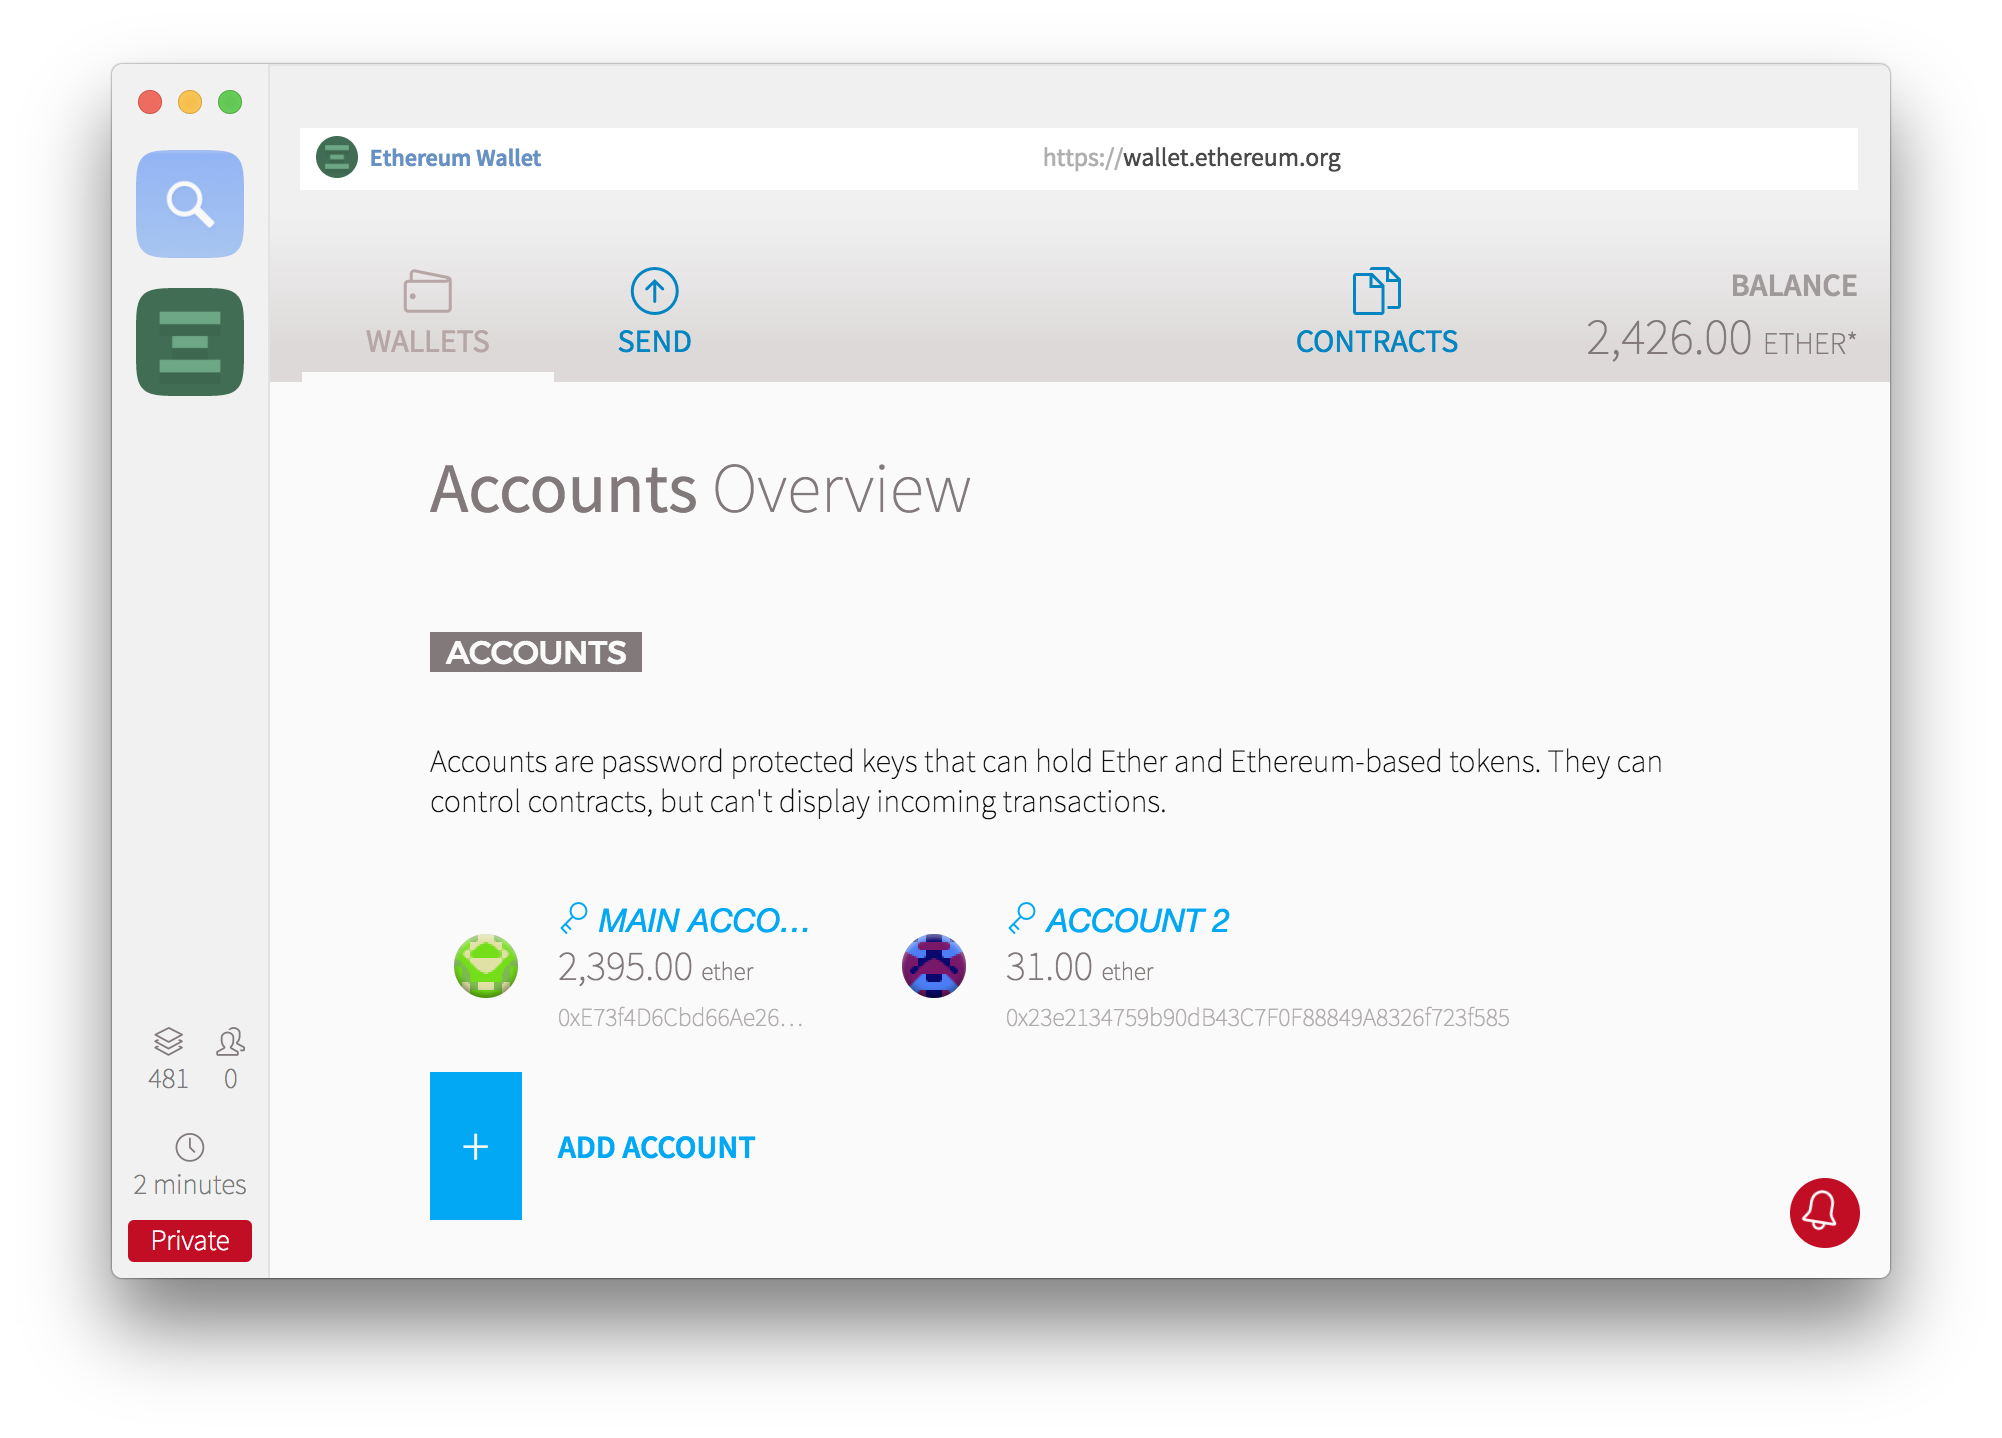 Ethereum Wallet
https://wallet.ethereum.org
WALLETS
SEND
CONTRACTS
BALANCE
2,426.00 ETHER*
Accounts Overview
ACCOUNTS
Accounts are password protected keys that can hold Ether and Ethereum-based tokens. They can
control contracts, but can't display incoming transactions.
MAIN ACCO...
2,395.00 ether
0xE73f4D6Cbd66Ae26...
ACCOUNT 2
31.00 ether
0x23e2134759b90dB43C7F0F88849A8326f723f585
ADD ACCOUNT
481
0
2 minutes
Private